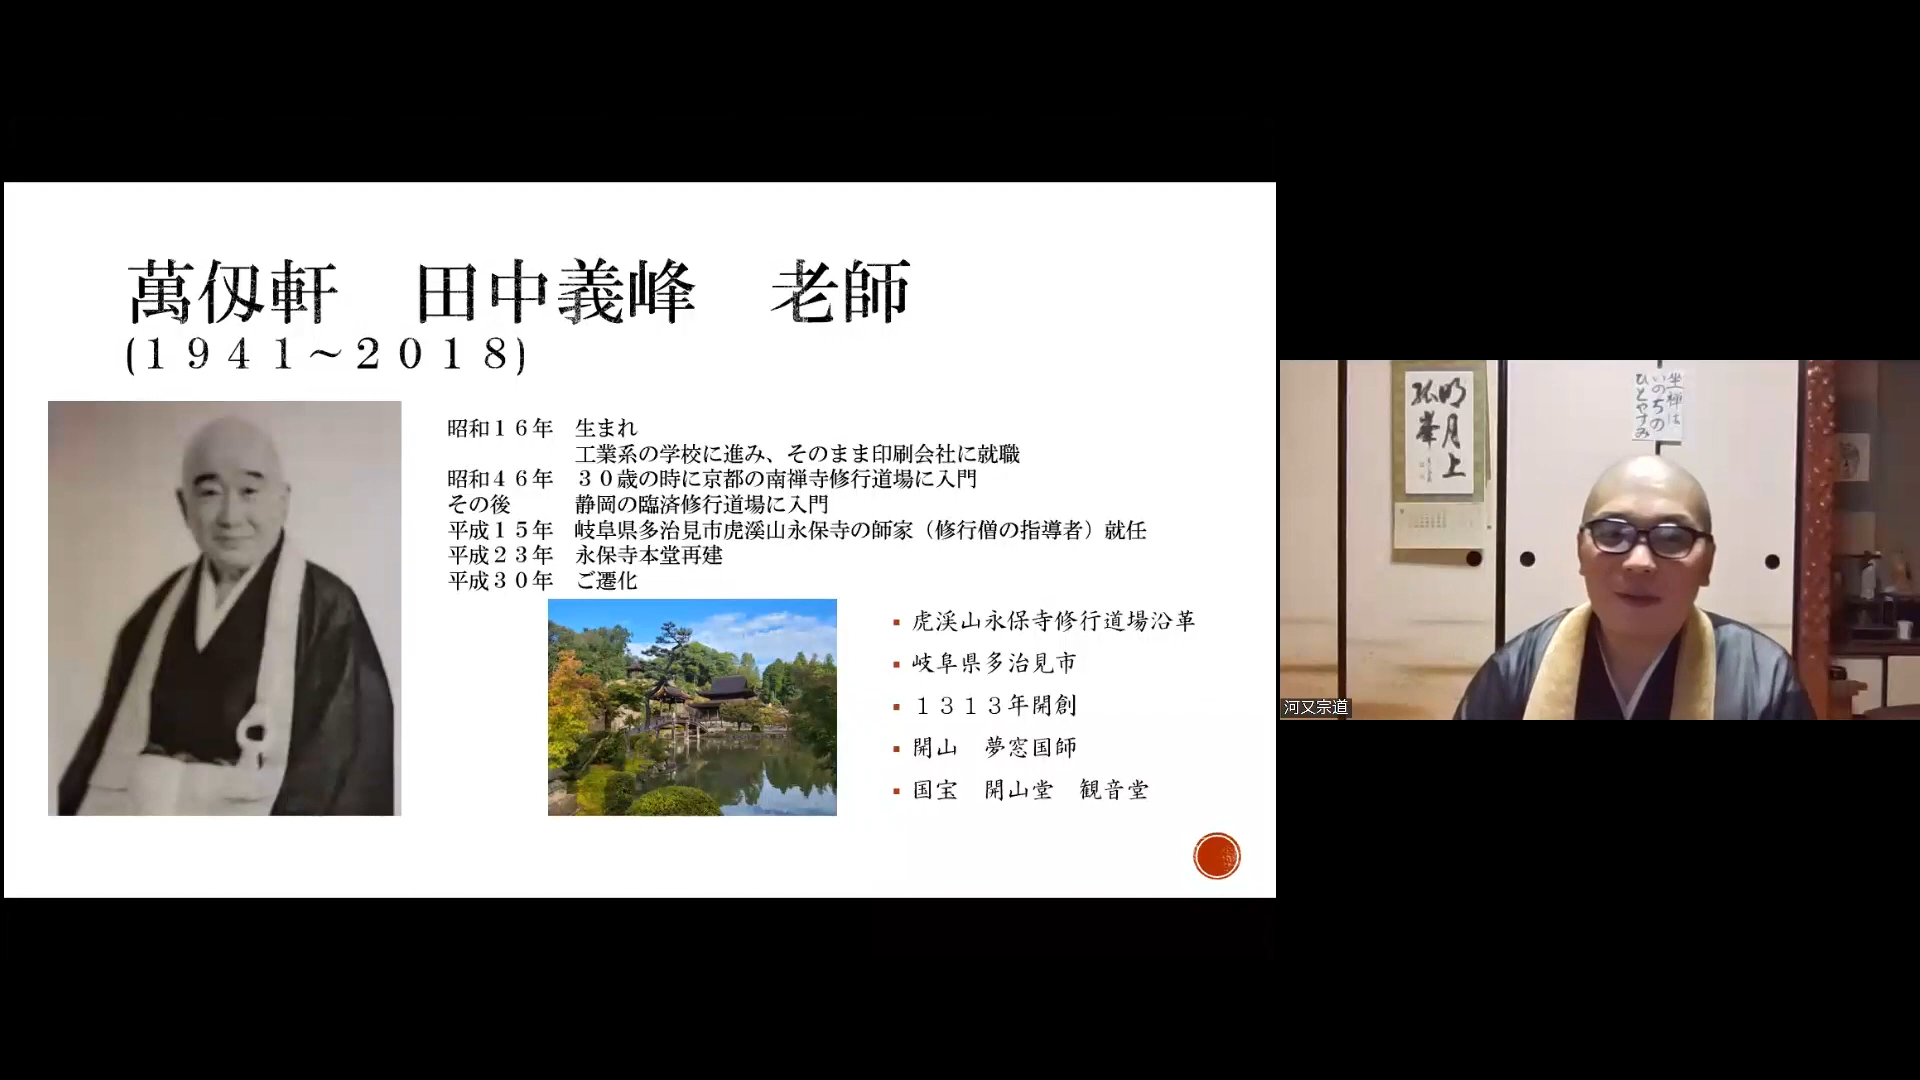 萬仭軒　田中義峰　老師
(１９４１～２０１８)
昭和１６年　生まれ
工業系の学校に進み、そのまま印刷会社に就職
昭和４６年　３０歳の時に京都の南禅寺修行道場に入門
その後　静岡の臨済修行道場に入門
平成１５年　岐阜県多治見市虎溪山永保寺の師家（修行僧の指導者）就任
平成２３年　永保寺本堂再建
平成３０年　ご遷化
虎渓山永保寺修行道場沿革
岐阜県多治見市
１３１３年開創
開山　夢窓国師
国宝　開山堂　観音堂
明月上
孤峯
坐禅は
いのちの
ひとやすみ
河又宗道